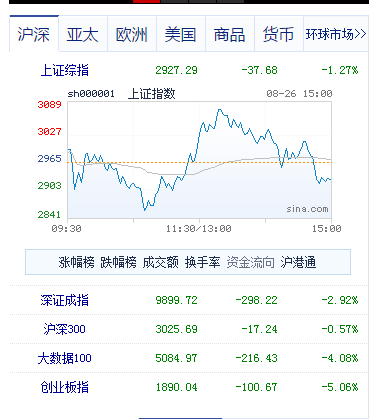 沪深 亚太 欧洲 美国 商品 货币 环球市场>>
上证综指 2927.29 -37.68 -1.27%
sh000001 上证指数 08-26 15:00
3089
3027
2965
2903
2841
sina.com
09:30 11:30/13:00 15:00
涨幅榜 跌幅榜 成交额 换手率 资金流向 沪港通
深证成指 9899.72 -298.22 -2.92%
沪深300 3025.69 -17.24 -0.57%
大数据100 5084.97 -216.43 -4.08%
创业板指 1890.04 -100.67 -5.06%